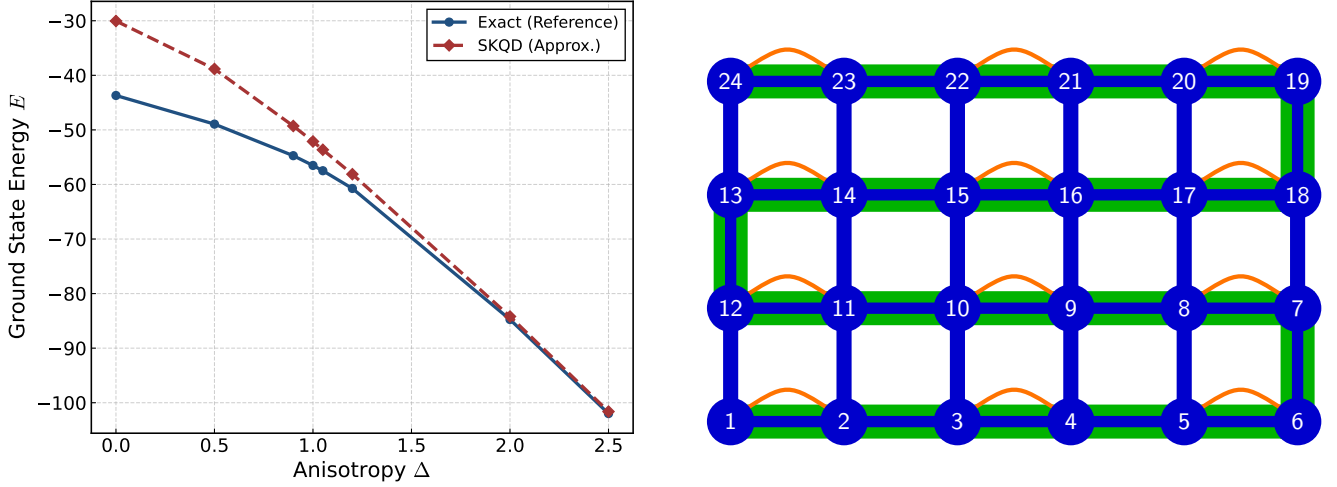 −30
−40
−50
−60
−70
−80
−90
−100
Ground State Energy E
0.0 0.5 1.0 1.5 2.0 2.5
Anisotropy Δ
Exact (Reference)
SKQD (Approx.)
24 23 22 21 20 19
13 14 15 16 17 18
12 11 10 9 8 7
1 2 3 4 5 6